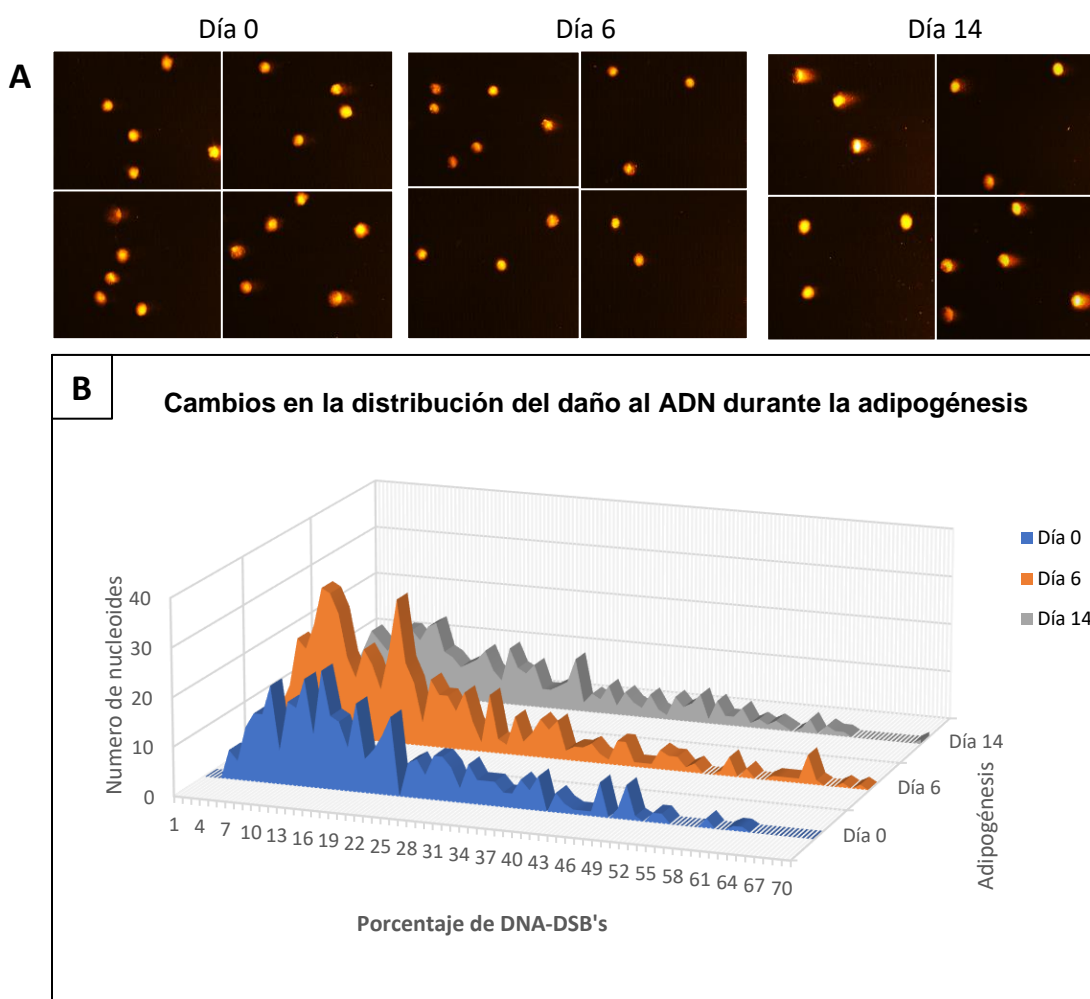 Día 0
Día 6
Día 14
A
B
Cambios en la distribución del daño al ADN durante la adipogénesis
Numero de nucleoides
40
30
20
10
0
1 4 7 10 13 16 19 22 25 28 31 34 37 40 43 46 49 52 55 58 61 64 67 70
Porcentaje de DNA-DSB's
Día 0
Día 6
Día 14
Adipogénesis
Día 0
Día 6
Día 14